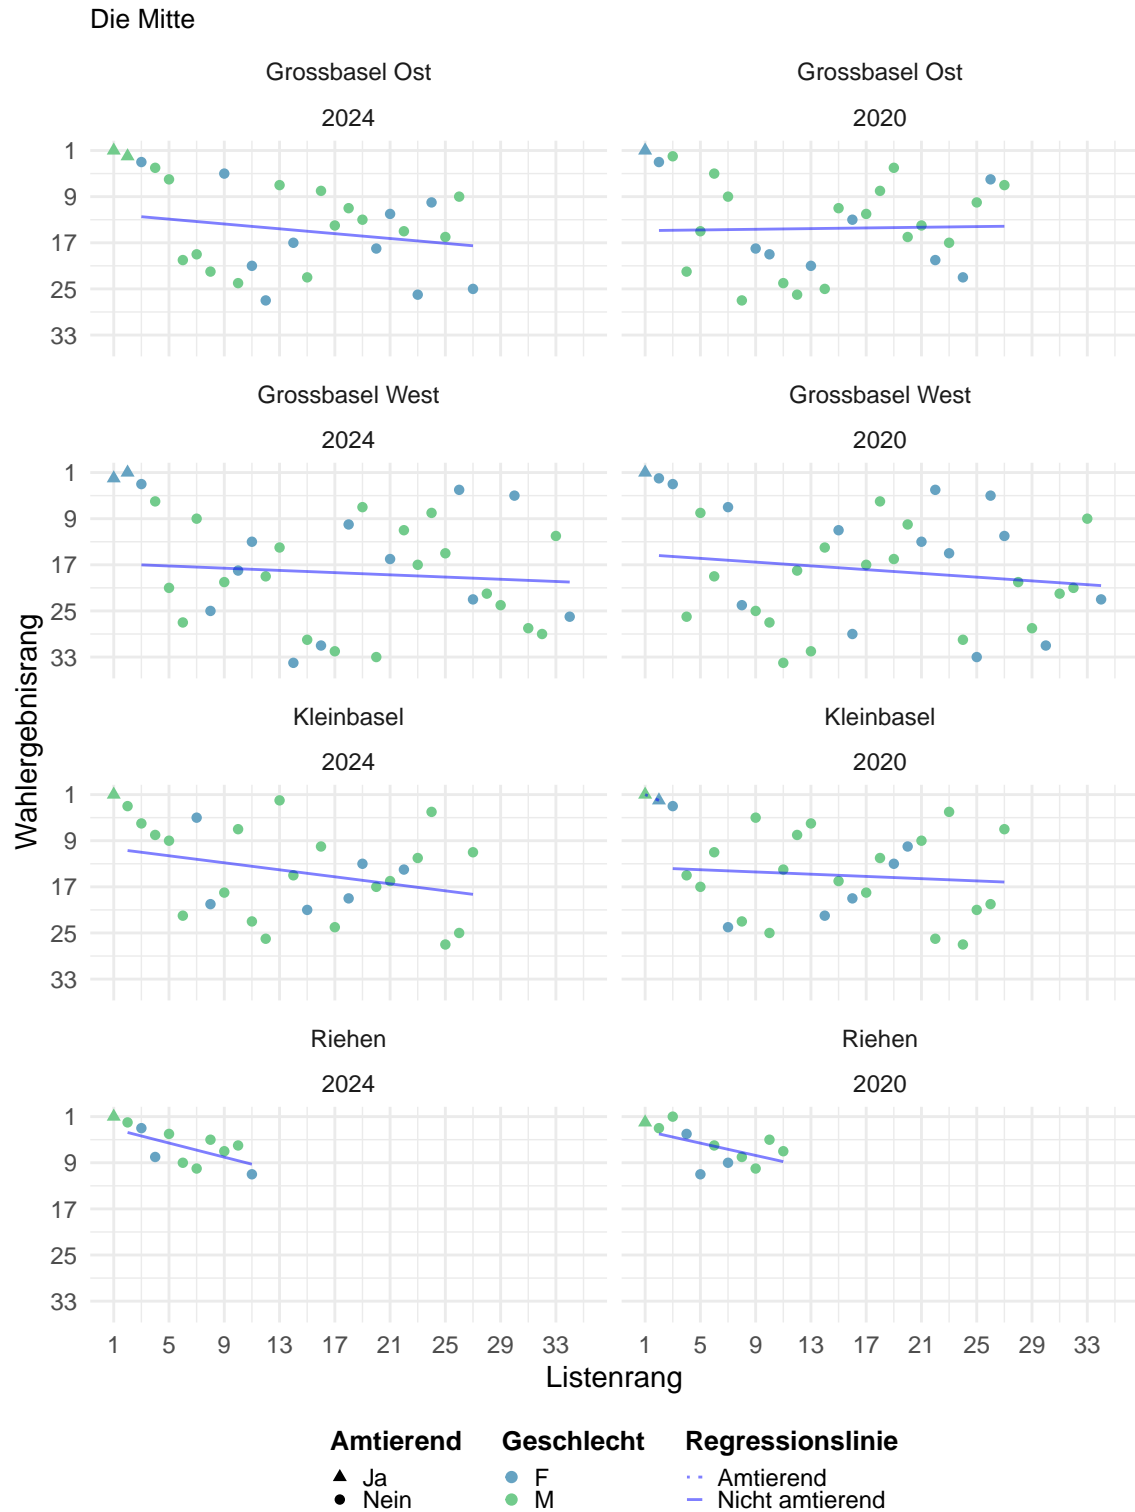 Die Mitte
Grossbasel Ost Grossbasel Ost
2024 2020
1
9
17
25
33
Grossbasel West Grossbasel West
2024 2020
1
9
17
25
33
Kleinbasel Kleinbasel
2024 2020
1
9
17
25
33
Riehen Riehen
2024 2020
1
9
17
25
33
Wahlergebnisrang
1 5 9 13 17 21 25 29 33 1 5 9 13 17 21 25 29 33
Listenrang
Amtierend Geschlecht Regressionslinie
Ja F Amtierend
Nein M Nicht amtierend